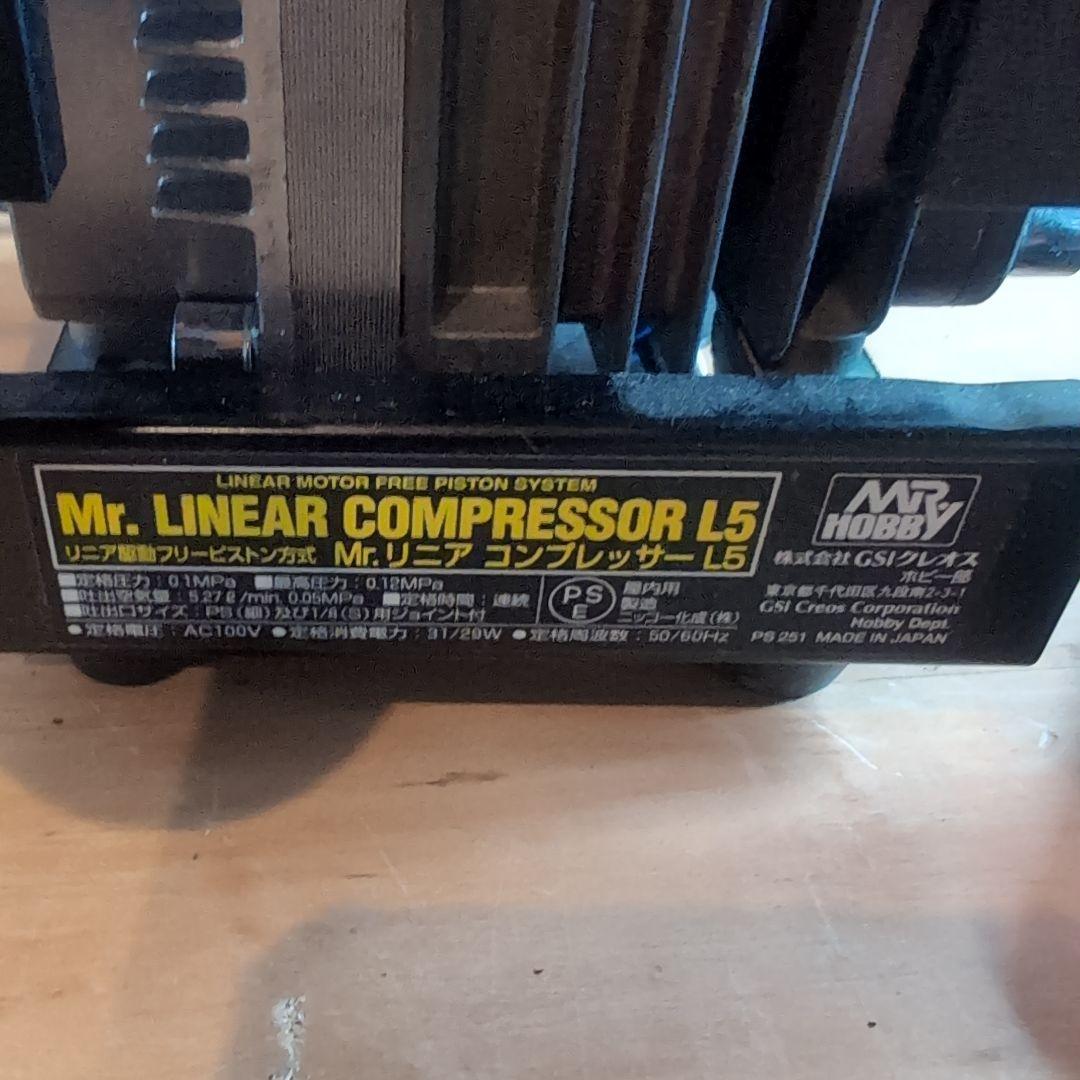 LINEAR MOTOR FREE PISTON SYSTEM
Mr. LINEAR COMPRESSOR L5
リニア駆動フリーピストン方式 Mr.リニア コンプレッサー L5
■定格圧力：0.1MPa ■最高圧力：0.12MPa
■吐出空気量：5.27ℓ/min. 0.05MPa ■定格時間：連続
■吐出口サイズ：PS(細)及び1/8(S)用ジョイント付
●定格電圧：AC100V ●定格消費電力：31/29W ●定格周波数：50/60Hz
PS
E
屋内用
製造
ニッコー化成(株)
MR
HOBBY
株式会社GSIクレオス
ホビー部
東京都千代田区九段南2-3-1
GSI Creos Corporation
Hobby Dept.
PS 251 MADE IN JAPAN